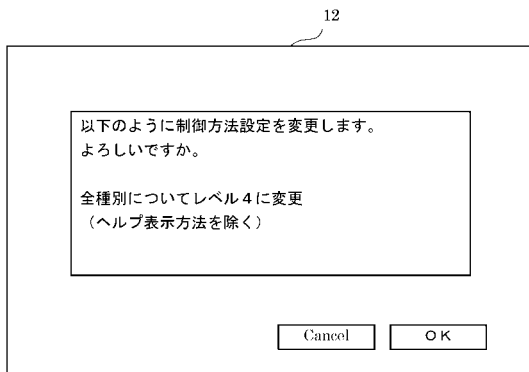 12
以下のように制御方法設定を変更します。
よろしいですか。
全種別についてレベル４に変更
（ヘルプ表示方法を除く）
Cancel
ＯＫ